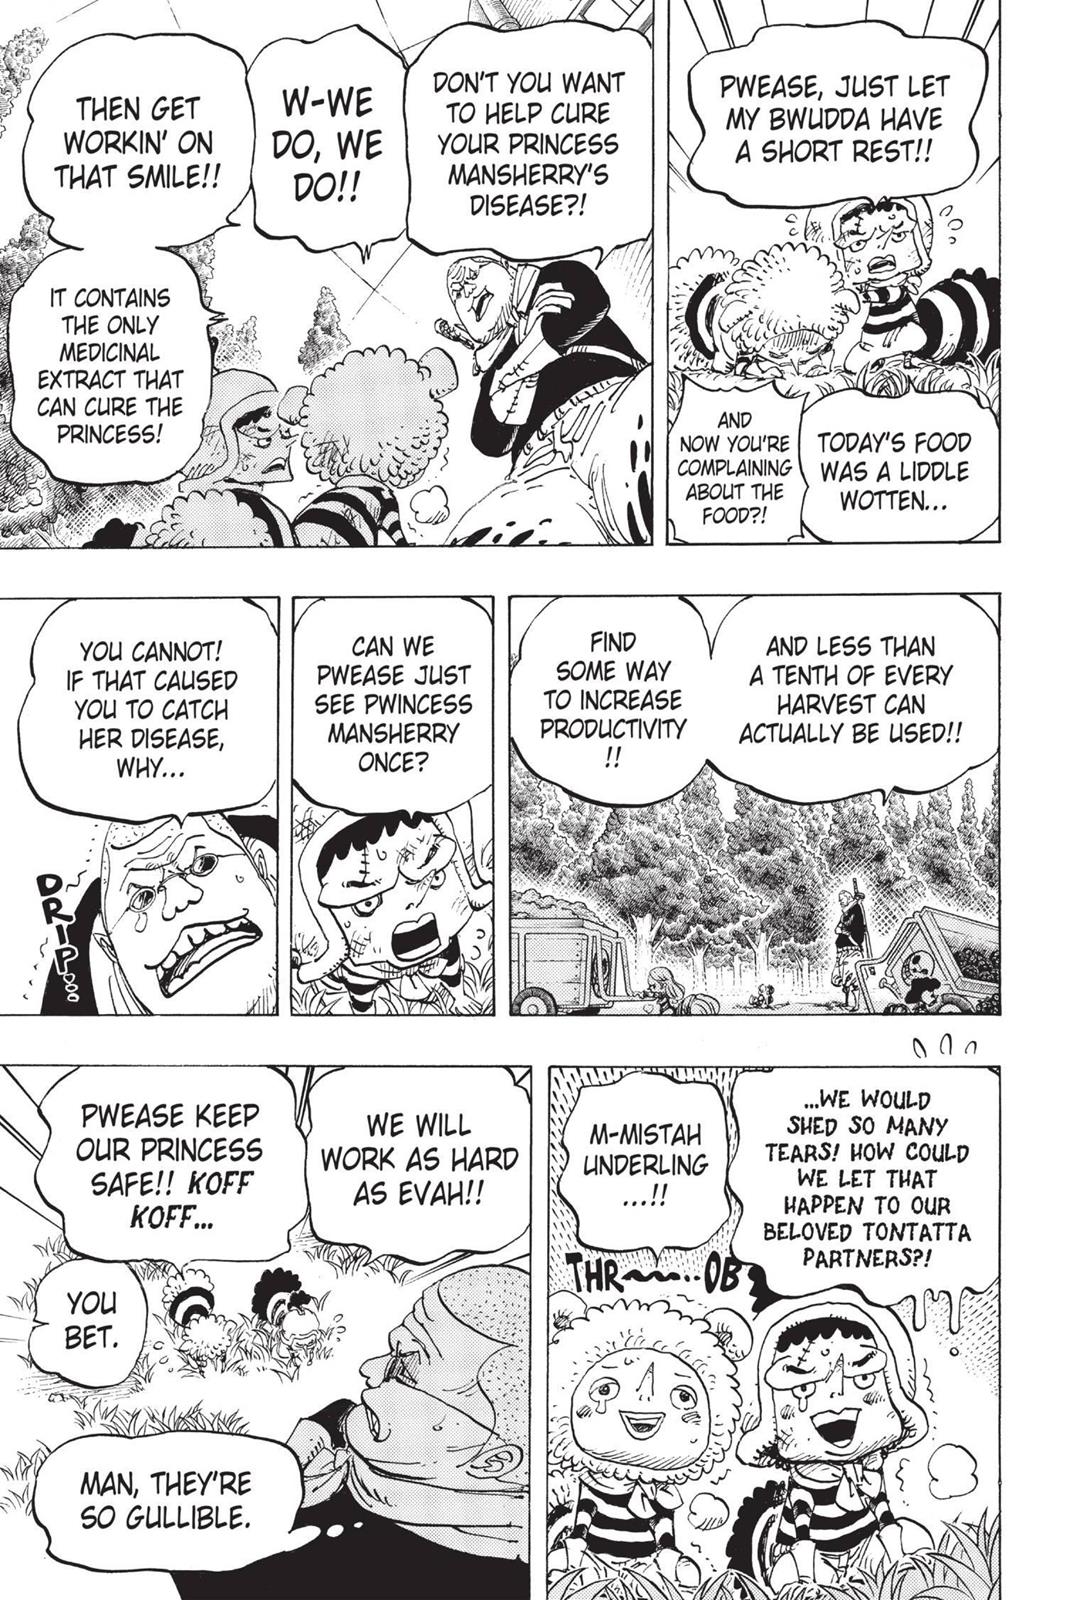 PWEASE, JUST LET
MY BWUDDA HAVE
A SHORT REST!!
TODAY'S FOOD
WAS A LIDDLE
WOTTEN...
AND
NOW YOU'RE
COMPLAINING
ABOUT THE
FOOD?!
DON'T YOU WANT
TO HELP CURE
YOUR PRINCESS
MANSHERRY'S
DISEASE?!
W-WE
DO, WE
DO!!
THEN GET
WORKIN' ON
THAT SMILE!!
IT CONTAINS
THE ONLY
MEDICINAL
EXTRACT THAT
CAN CURE THE
PRINCESS!
AND LESS THAN
A TENTH OF EVERY
HARVEST CAN
ACTUALLY BE USED!!
FIND
SOME WAY
TO INCREASE
PRODUCTIVITY
!!
CAN WE
PWEASE JUST
SEE PWINCESS
MANSHERRY
ONCE?
YOU CANNOT!
IF THAT CAUSED
YOU TO CATCH
HER DISEASE,
WHY...
DRIP...
...WE WOULD
SHED SO MANY
TEARS! HOW COULD
WE LET THAT
HAPPEN TO OUR
BELOVED TONTATTA
PARTNERS?!
M-MISTAH
UNDERLING
...!!
THR~~··OB
WE WILL
WORK AS HARD
AS EVAH!!
PWEASE KEEP
OUR PRINCESS
SAFE!! KOFF
KOFF...
YOU
BET.
MAN, THEY'RE
SO GULLIBLE.